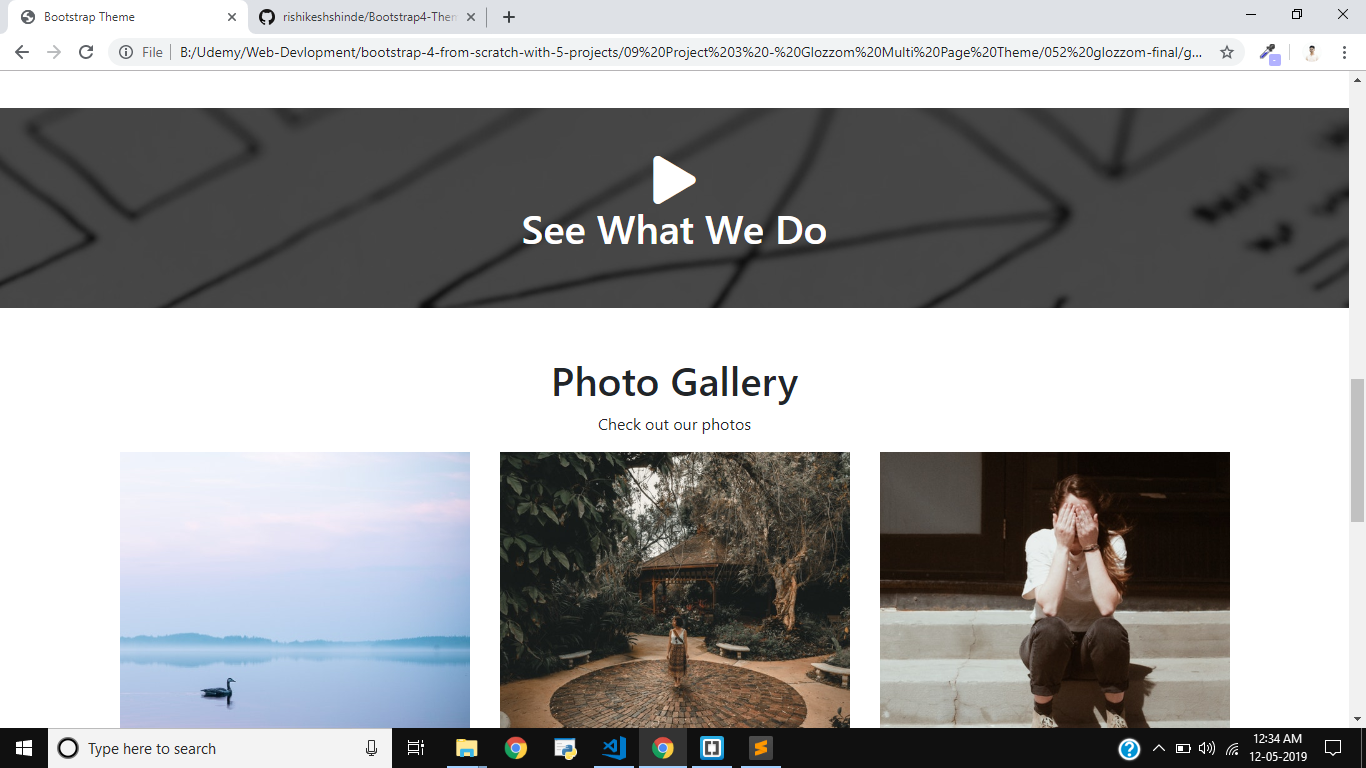 Bootstrap Theme
rishikeshshinde/Bootstrap4-Then
File
B:/Udemy/Web-Devlopment/bootstrap-4-from-scratch-with-5-projects/09%20Project%203%20-%20Glozzom%20Multi%20Page%20Theme/052%20glozzom-final/g...
See What We Do
Photo Gallery
Check out our photos
Type here to search
12:34 AM
12-05-2019